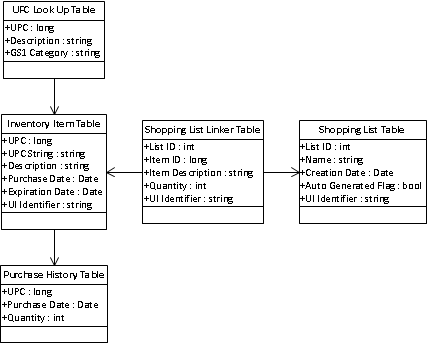 UFC Look Up Table
+UPC : long
+Description : string
+GS1 Category : string
Inventory Item Table
+UPC : long
+UPC String : string
+Description : string
+Purchase Date : Date
+Expiration Date : Date
+UI Identifier : string
Shopping List Linker Table
+List ID : int
+Item ID : long
+Item Description : string
+Quantity : int
+UI Identifier : string
Shopping List Table
+List ID : int
+Name : string
+Creation Date : Date
+Auto Generated Flag : bool
+UI Identifier : string
Purchase History Table
+UPC : long
+Purchase Date : Date
+Quantity : int